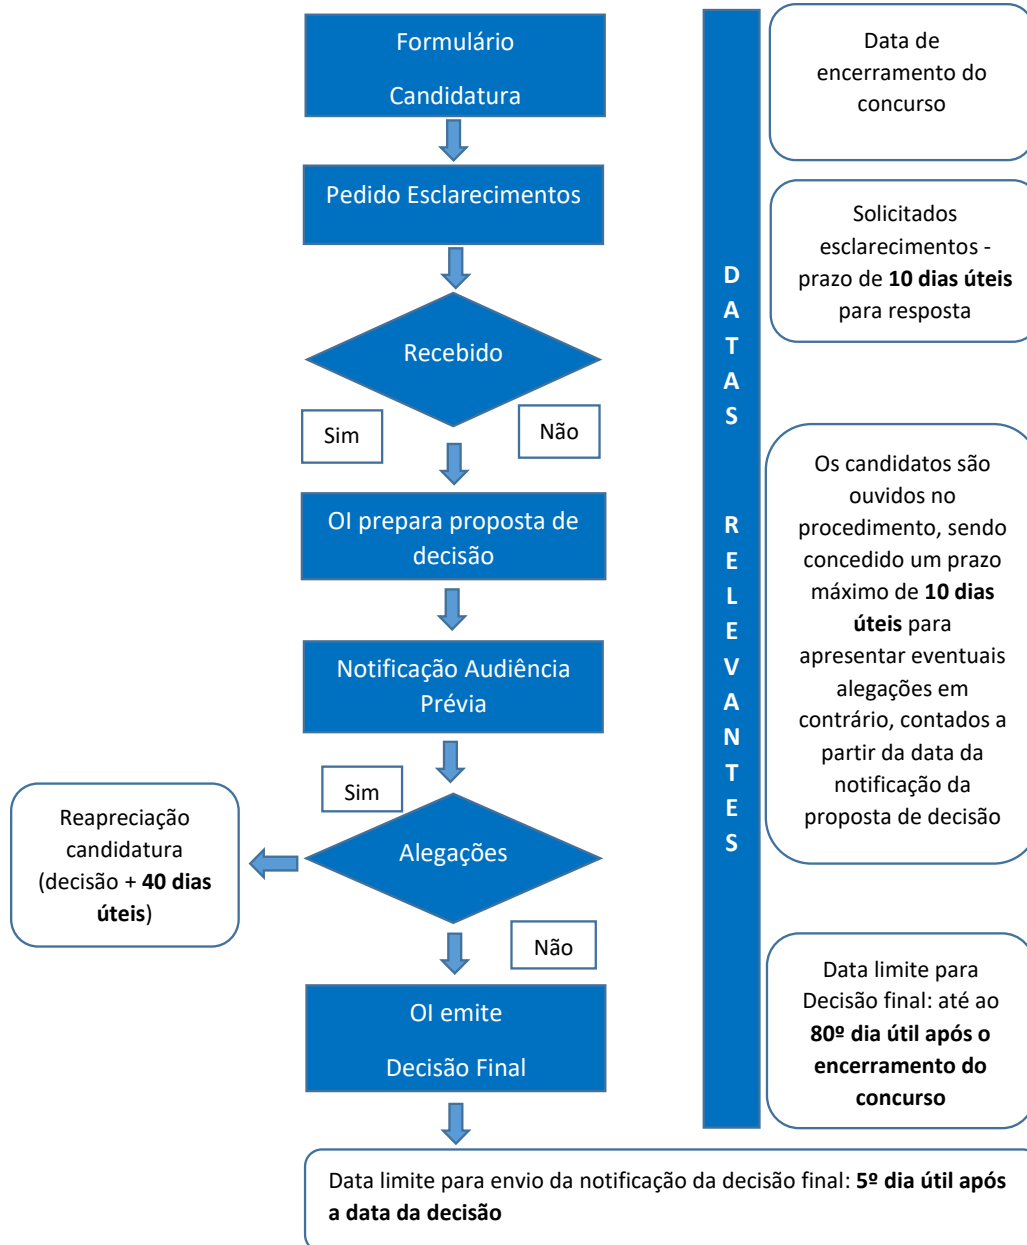 Formulário
Candidatura
Pedido Esclarecimentos
Recebido
Sim
Não
OI prepara proposta de
decisão
Notificação Audiência
Prévia
Sim
Alegações
Reapreciação
candidatura
(decisão + 40 dias
úteis)
Não
OI emite
Decisão Final
DATAS RELEVANTES
Data de
encerramento do
concurso
Solicitados
esclarecimentos -
prazo de 10 dias úteis
para resposta
Os candidatos são
ouvidos no
procedimento, sendo
concedido um prazo
máximo de 10 dias
úteis para
apresentar eventuais
alegações em
contrário, contados a
partir da data da
notificação da
proposta de decisão
Data limite para
Decisão final: até ao
80º dia útil após o
encerramento do
concurso
Data limite para envio da notificação da decisão final: 5º dia útil após
a data da decisão